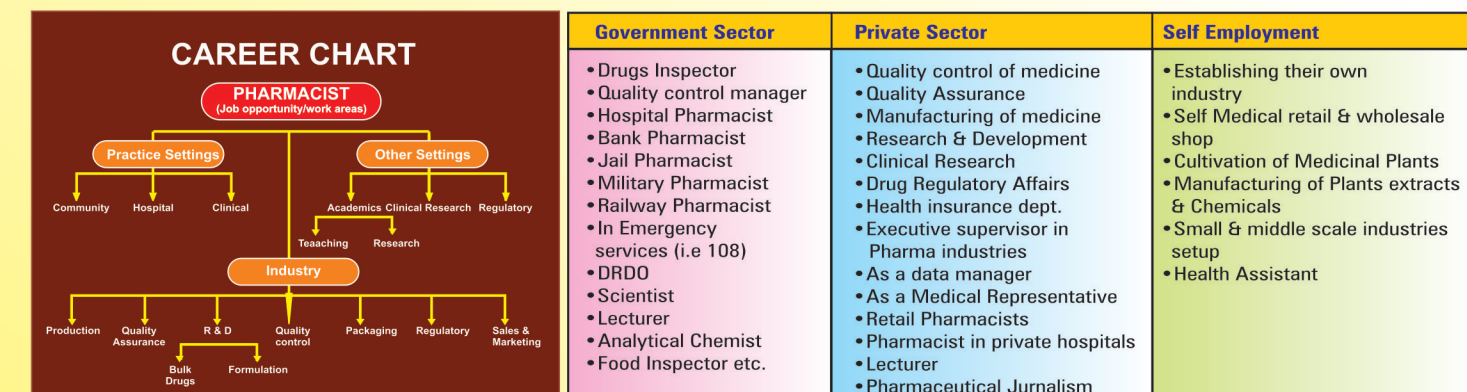 CAREER CHART
PHARMACIST
(Job opportunity/work areas)
Practice Settings
Other Settings
Community
Hospital
Clinical
Academics
Clinical Research
Regulatory
Teaaching
Research
Industry
Production
Quality
Assurance
R & D
Quality
control
Packaging
Regulatory
Sales &
Marketing
Bulk
Drugs
Formulation
Government Sector
•Drugs Inspector
•Quality control manager
•Hospital Pharmacist
•Bank Pharmacist
•Jail Pharmacist
•Military Pharmacist
•Railway Pharmacist
•In Emergency
services (i.e 108)
•DRDO
•Scientist
•Lecturer
•Analytical Chemist
•Food Inspector etc.
Private Sector
•Quality control of medicine
•Quality Assurance
•Manufacturing of medicine
•Research & Development
•Clinical Research
•Drug Regulatory Affairs
•Health insurance dept.
•Executive supervisor in
Pharma industries
•As a data manager
•As a Medical Representative
•Retail Pharmacists
•Pharmacist in private hospitals
•Lecturer
•Pharmaceutical Jurnalism
Self Employment
•Establishing their own
industry
•Self Medical retail & wholesale
shop
•Cultivation of Medicinal Plants
•Manufacturing of Plants extracts
& Chemicals
•Small & middle scale industries
setup
•Health Assistant